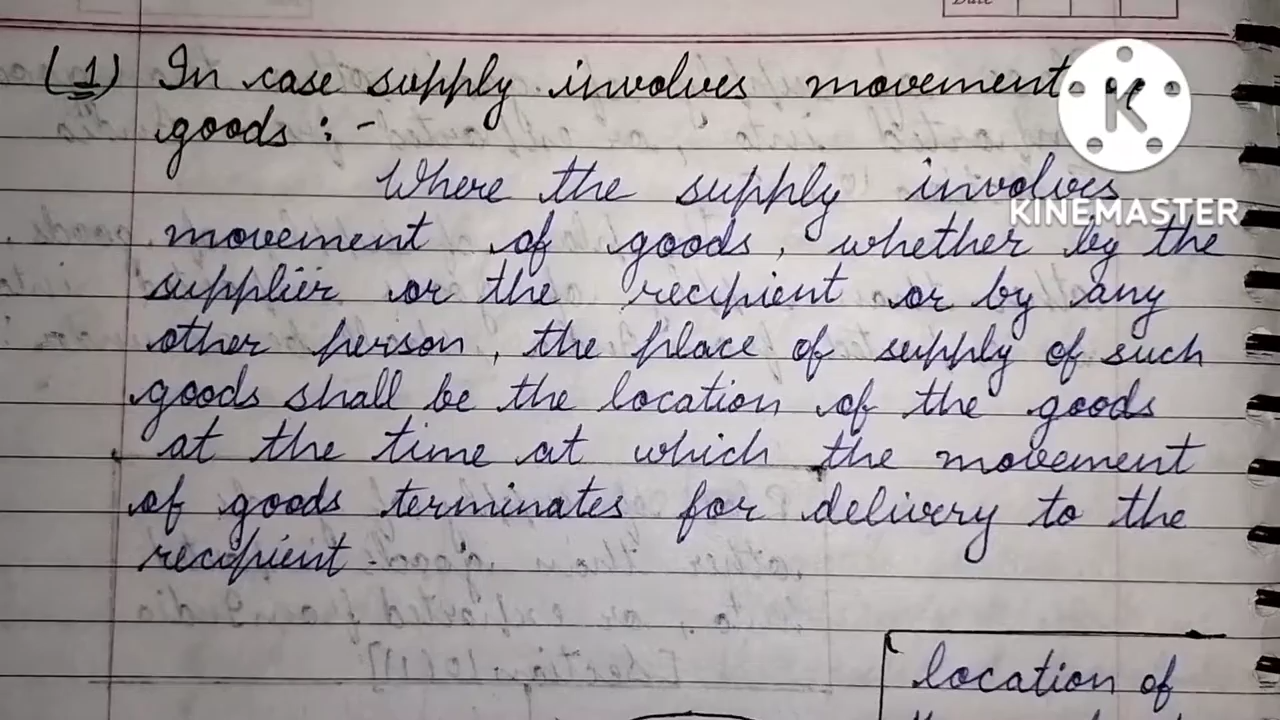 Date
(1) In case supply involves movement of
goods : -
Where the supply involves
movement of goods, whether by the
supplier or the recipient or by any
other person, the place of supply of such
goods shall be the location of the goods
at the time at which the movement
of goods terminates for delivery to the
recipient.
location of
K
KINEMASTER